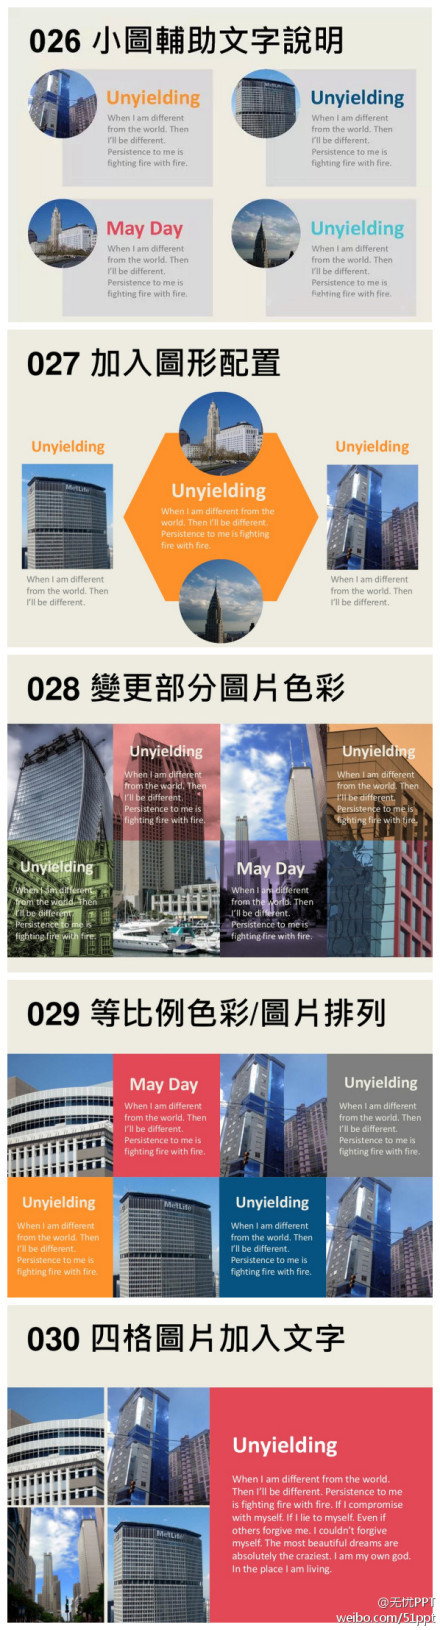 026 小圖輔助文字說明
Unyielding
When I am different
from the world. Then
I'll be different.
Persistence to me is
fighting fire with fire.
Unyielding
When I am different
from the world. Then
I'll be different.
Persistence to me is
fighting fire with fire.
May Day
When I am different
from the world. Then
I'll be different.
Persistence to me is
fighting fire with fire.
Unyielding
When I am different
from the world. Then
I'll be different.
Persistence to me is
fighting fire with fire.
027 加入圖形配置
Unyielding
MetLife
When I am different
from the world. Then
I'll be different.
Unyielding
When I am different from the
world. Then I'll be different.
Persistence to me is fighting
fire with fire.
Unyielding
When I am different
from the world. Then
I'll be different.
028 變更部分圖片色彩
Unyielding
When I am different
from the world. Then
I'll be different.
Persistence to me is
fighting fire with fire.
Unyielding
When I am different
from the world. Then
I'll be different.
Persistence to me is
fighting fire with fire.
Unyielding
When I am different
from the world. Then
I'll be different.
Persistence to me is
fighting fire with fire.
May Day
When I am different
from the world. Then
I'll be different.
Persistence to me is
fighting fire with fire.
029 等比例色彩/圖片排列
May Day
When I am different
from the world. Then
I'll be different.
Persistence to me is
fighting fire with fire.
Unyielding
When I am different
from the world. Then
I'll be different.
Persistence to me is
fighting fire with fire.
Unyielding
When I am different
from the world. Then
I'll be different.
Persistence to me is
fighting fire with fire.
MetLife
Unyielding
When I am different
from the world. Then
I'll be different.
Persistence to me is
fighting fire with fire.
030 四格圖片加入文字
MetLife
Unyielding
When I am different from the world.
Then I'll be different. Persistence to me
is fighting fire with fire. If I compromise
with myself. If I lie to myself. Even if
others forgive me. I couldn't forgive
myself. The most beautiful dreams are
absolutely the craziest. I am my own god.
In the place I am living.
@无忧PPT
weibo.com/51ppt